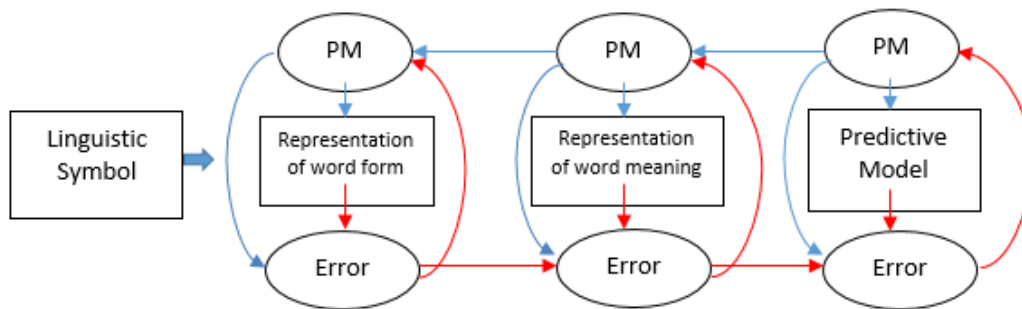 PM
PM
PM
Linguistic
Symbol
Representation
of word form
Representation
of word meaning
Predictive
Model
Error
Error
Error